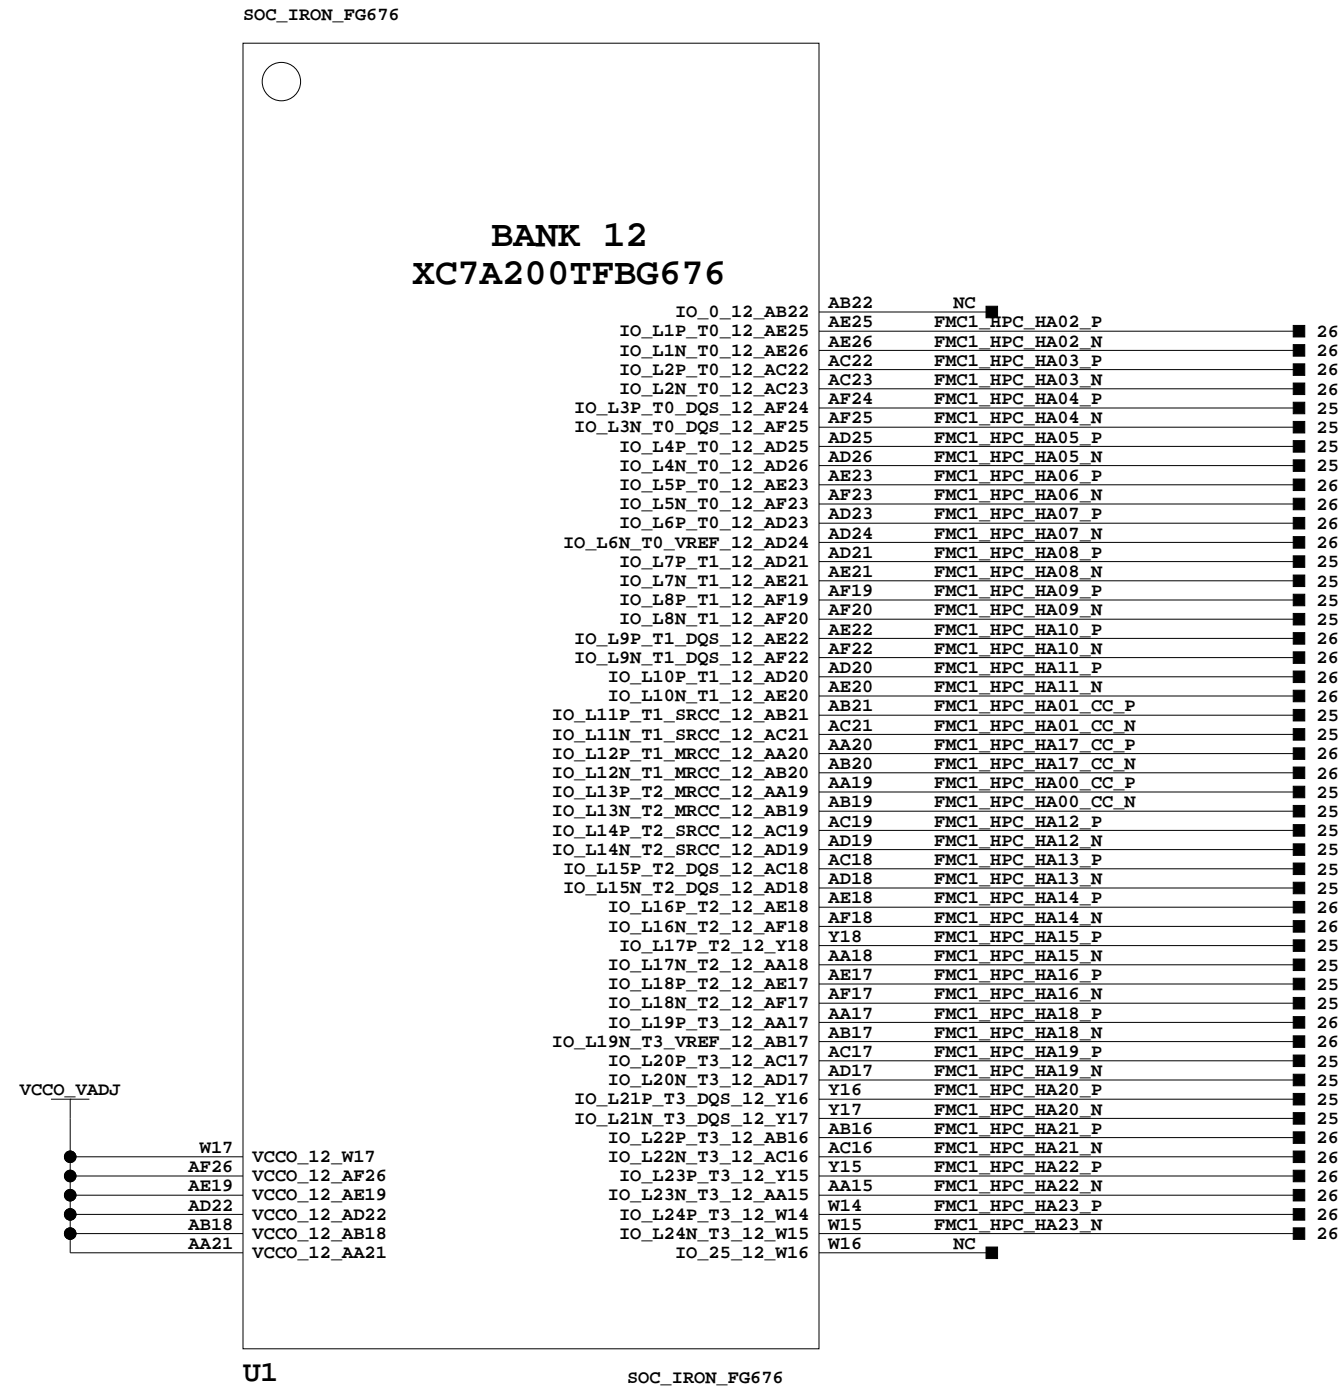 SOC_IRON_FG676
BANK 12
XC7A200TFBG676
IO_0_12_AB22 AB22 NC
IO_L1P_T0_12_AE25 AE25 FMC1_HPC_HA02_P 26
IO_L1N_T0_12_AE26 AE26 FMC1_HPC_HA02_N 26
IO_L2P_T0_12_AC22 AC22 FMC1_HPC_HA03_P 26
IO_L2N_T0_12_AC23 AC23 FMC1_HPC_HA03_N 26
IO_L3P_T0_DQS_12_AF24 AF24 FMC1_HPC_HA04_P 25
IO_L3N_T0_DQS_12_AF25 AF25 FMC1_HPC_HA04_N 25
IO_L4P_T0_12_AD25 AD25 FMC1_HPC_HA05_P 25
IO_L4N_T0_12_AD26 AD26 FMC1_HPC_HA05_N 25
IO_L5P_T0_12_AE23 AE23 FMC1_HPC_HA06_P 26
IO_L5N_T0_12_AF23 AF23 FMC1_HPC_HA06_N 26
IO_L6P_T0_12_AD23 AD23 FMC1_HPC_HA07_P 26
IO_L6N_T0_VREF_12_AD24 AD24 FMC1_HPC_HA07_N 26
IO_L7P_T1_12_AD21 AD21 FMC1_HPC_HA08_P 25
IO_L7N_T1_12_AE21 AE21 FMC1_HPC_HA08_N 25
IO_L8P_T1_12_AF19 AF19 FMC1_HPC_HA09_P 25
IO_L8N_T1_12_AF20 AF20 FMC1_HPC_HA09_N 25
IO_L9P_T1_DQS_12_AE22 AE22 FMC1_HPC_HA10_P 26
IO_L9N_T1_DQS_12_AF22 AF22 FMC1_HPC_HA10_N 26
IO_L10P_T1_12_AD20 AD20 FMC1_HPC_HA11_P 26
IO_L10N_T1_12_AE20 AE20 FMC1_HPC_HA11_N 26
IO_L11P_T1_SRCC_12_AB21 AB21 FMC1_HPC_HA01_CC_P 25
IO_L11N_T1_SRCC_12_AC21 AC21 FMC1_HPC_HA01_CC_N 25
IO_L12P_T1_MRCC_12_AA20 AA20 FMC1_HPC_HA17_CC_P 26
IO_L12N_T1_MRCC_12_AB20 AB20 FMC1_HPC_HA17_CC_N 26
IO_L13P_T2_MRCC_12_AA19 AA19 FMC1_HPC_HA00_CC_P 25
IO_L13N_T2_MRCC_12_AB19 AB19 FMC1_HPC_HA00_CC_N 25
IO_L14P_T2_SRCC_12_AC19 AC19 FMC1_HPC_HA12_P 25
IO_L14N_T2_SRCC_12_AD19 AD19 FMC1_HPC_HA12_N 25
IO_L15P_T2_DQS_12_AC18 AC18 FMC1_HPC_HA13_P 25
IO_L15N_T2_DQS_12_AD18 AD18 FMC1_HPC_HA13_N 25
IO_L16P_T2_12_AE18 AE18 FMC1_HPC_HA14_P 26
IO_L16N_T2_12_AF18 AF18 FMC1_HPC_HA14_N 26
IO_L17P_T2_12_Y18 Y18 FMC1_HPC_HA15_P 25
IO_L17N_T2_12_AA18 AA18 FMC1_HPC_HA15_N 25
IO_L18P_T2_12_AE17 AE17 FMC1_HPC_HA16_P 25
IO_L18N_T2_12_AF17 AF17 FMC1_HPC_HA16_N 25
IO_L19P_T3_12_AA17 AA17 FMC1_HPC_HA18_P 26
IO_L19N_T3_VREF_12_AB17 AB17 FMC1_HPC_HA18_N 26
IO_L20P_T3_12_AC17 AC17 FMC1_HPC_HA19_P 25
IO_L20N_T3_12_AD17 AD17 FMC1_HPC_HA19_N 25
VCCO_VADJ
IO_L21P_T3_DQS_12_Y16 Y16 FMC1_HPC_HA20_P 25
IO_L21N_T3_DQS_12_Y17 Y17 FMC1_HPC_HA20_N 25
IO_L22P_T3_12_AB16 AB16 FMC1_HPC_HA21_P 26
W17 VCCO_12_W17 IO_L22N_T3_12_AC16 AC16 FMC1_HPC_HA21_N 26
AF26 VCCO_12_AF26 IO_L23P_T3_12_Y15 Y15 FMC1_HPC_HA22_P 26
AE19 VCCO_12_AE19 IO_L23N_T3_12_AA15 AA15 FMC1_HPC_HA22_N 26
AD22 VCCO_12_AD22 IO_L24P_T3_12_W14 W14 FMC1_HPC_HA23_P 26
AB18 VCCO_12_AB18 IO_L24N_T3_12_W15 W15 FMC1_HPC_HA23_N 26
AA21 VCCO_12_AA21 IO_25_12_W16 W16 NC
U1
SOC_IRON_FG676